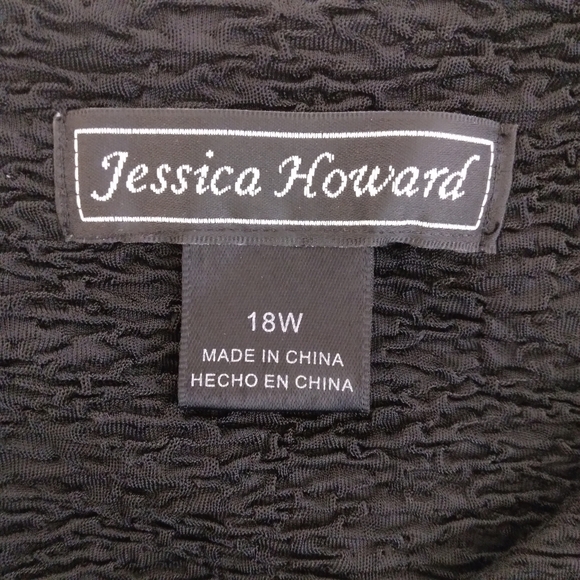 Jessica Howard
18W
MADE IN CHINA
HECHO EN CHINA